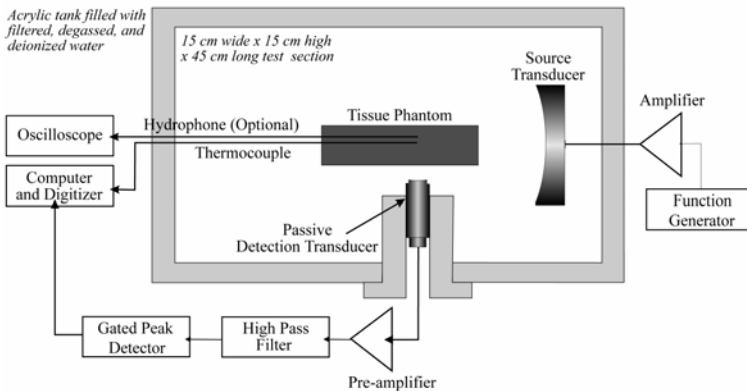 Acrylic tank filled with
filtered, degassed, and
deionized water
15 cm wide x 15 cm high
x 45 cm long test section
Source
Transducer
Tissue Phantom
Amplifier
Oscilloscope
Hydrophone (Optional)
Thermocouple
Computer
and Digitizer
Passive
Detection Transducer
Function
Generator
Gated Peak
Detector
High Pass
Filter
Pre-amplifier